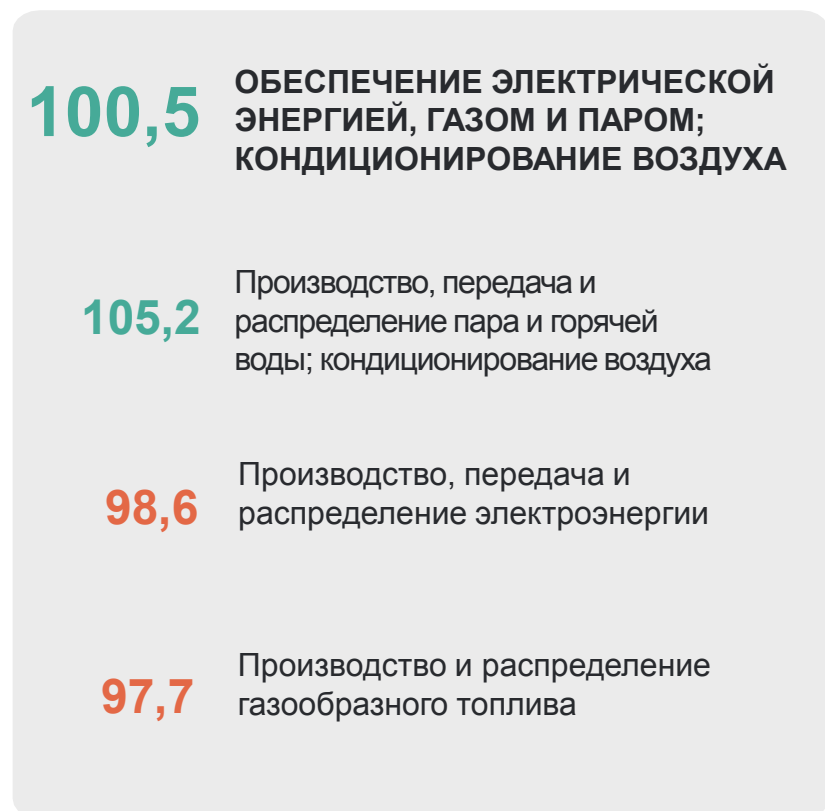 100,5
ОБЕСПЕЧЕНИЕ ЭЛЕКТРИЧЕСКОЙ
ЭНЕРГИЕЙ, ГАЗОМ И ПАРОМ;
КОНДИЦИОНИРОВАНИЕ ВОЗДУХА
105,2
Производство, передача и
распределение пара и горячей
воды; кондиционирование воздуха
98,6
Производство, передача и
распределение электроэнергии
97,7
Производство и распределение
газообразного топлива